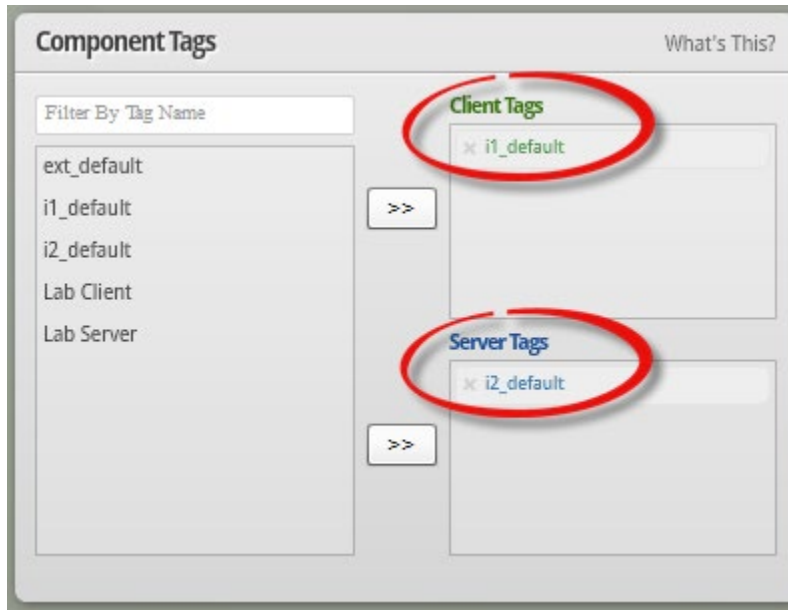 Component Tags
What's This?
Filter By Tag Name
ext_default
i1_default
i2_default
Lab Client
Lab Server
>>
>>
Client Tags
× i1_default
Server Tags
× i2_default